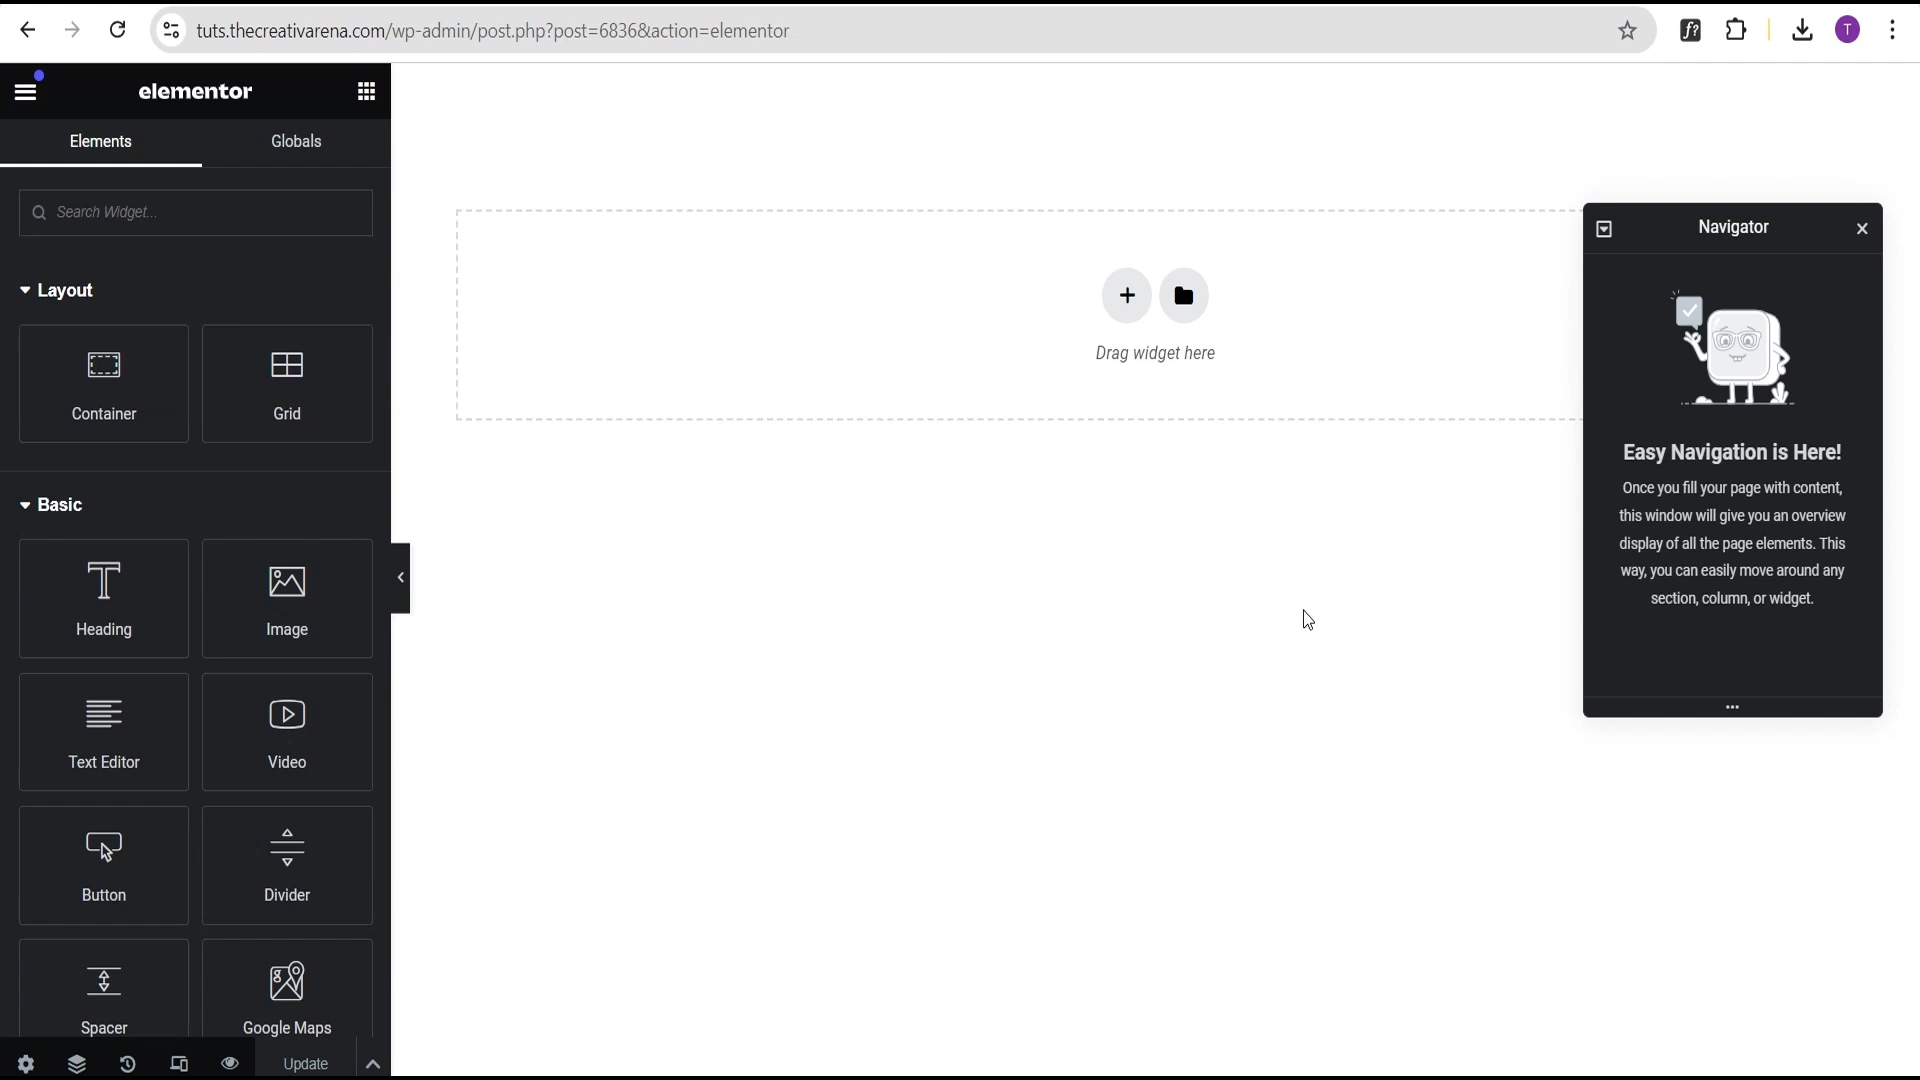 tuts.thecreativarena.com/wp-admin/post.php?post=6836&action=elementor
f?
T
elementor
Elements
Globals
Search Widget...
Layout
Container
Grid
Basic
Heading
Image
Text Editor
Video
Button
Divider
Spacer
Google Maps
Update
Drag widget here
Navigator
Easy Navigation is Here!
Once you fill your page with content,
this window will give you an overview
display of all the page elements. This
way, you can easily move around any
section, column, or widget.